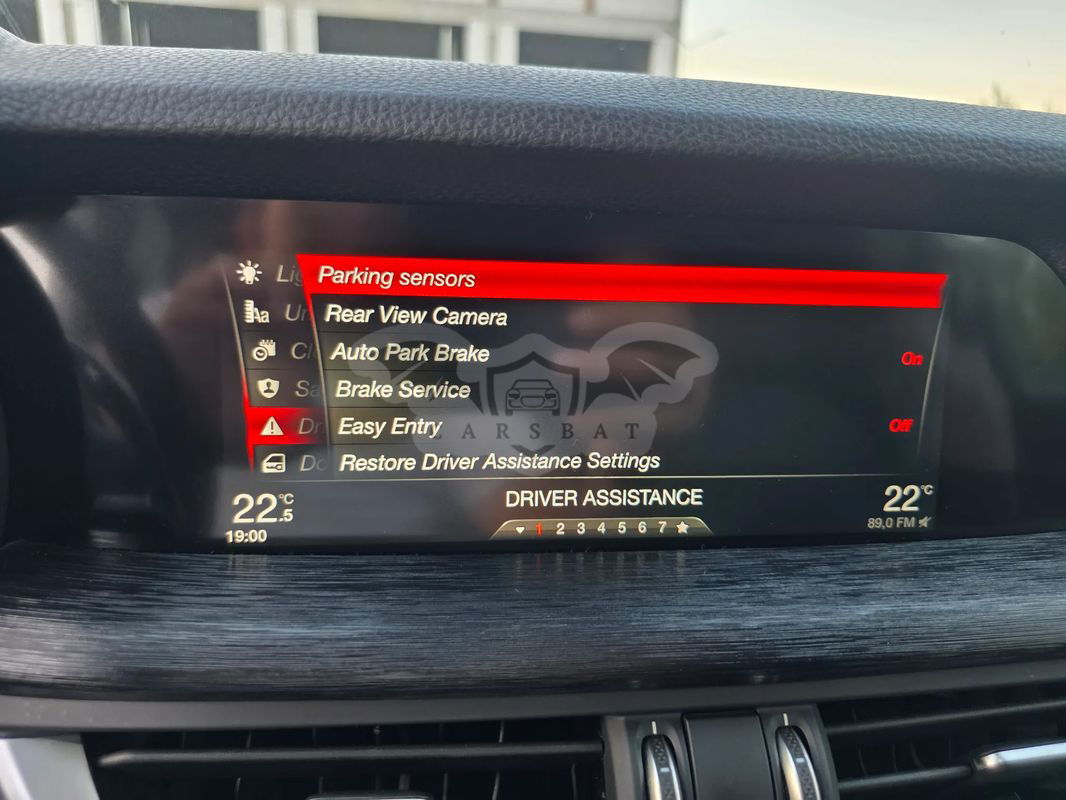 Parking sensors
Rear View Camera
Auto Park Brake On
Brake Service
Easy Entry Off
Restore Driver Assistance Settings
Aa
CARSBAT
22.5°C
DRIVER ASSISTANCE
22°C
19:00
1 2 3 4 5 6 7
89,0 FM